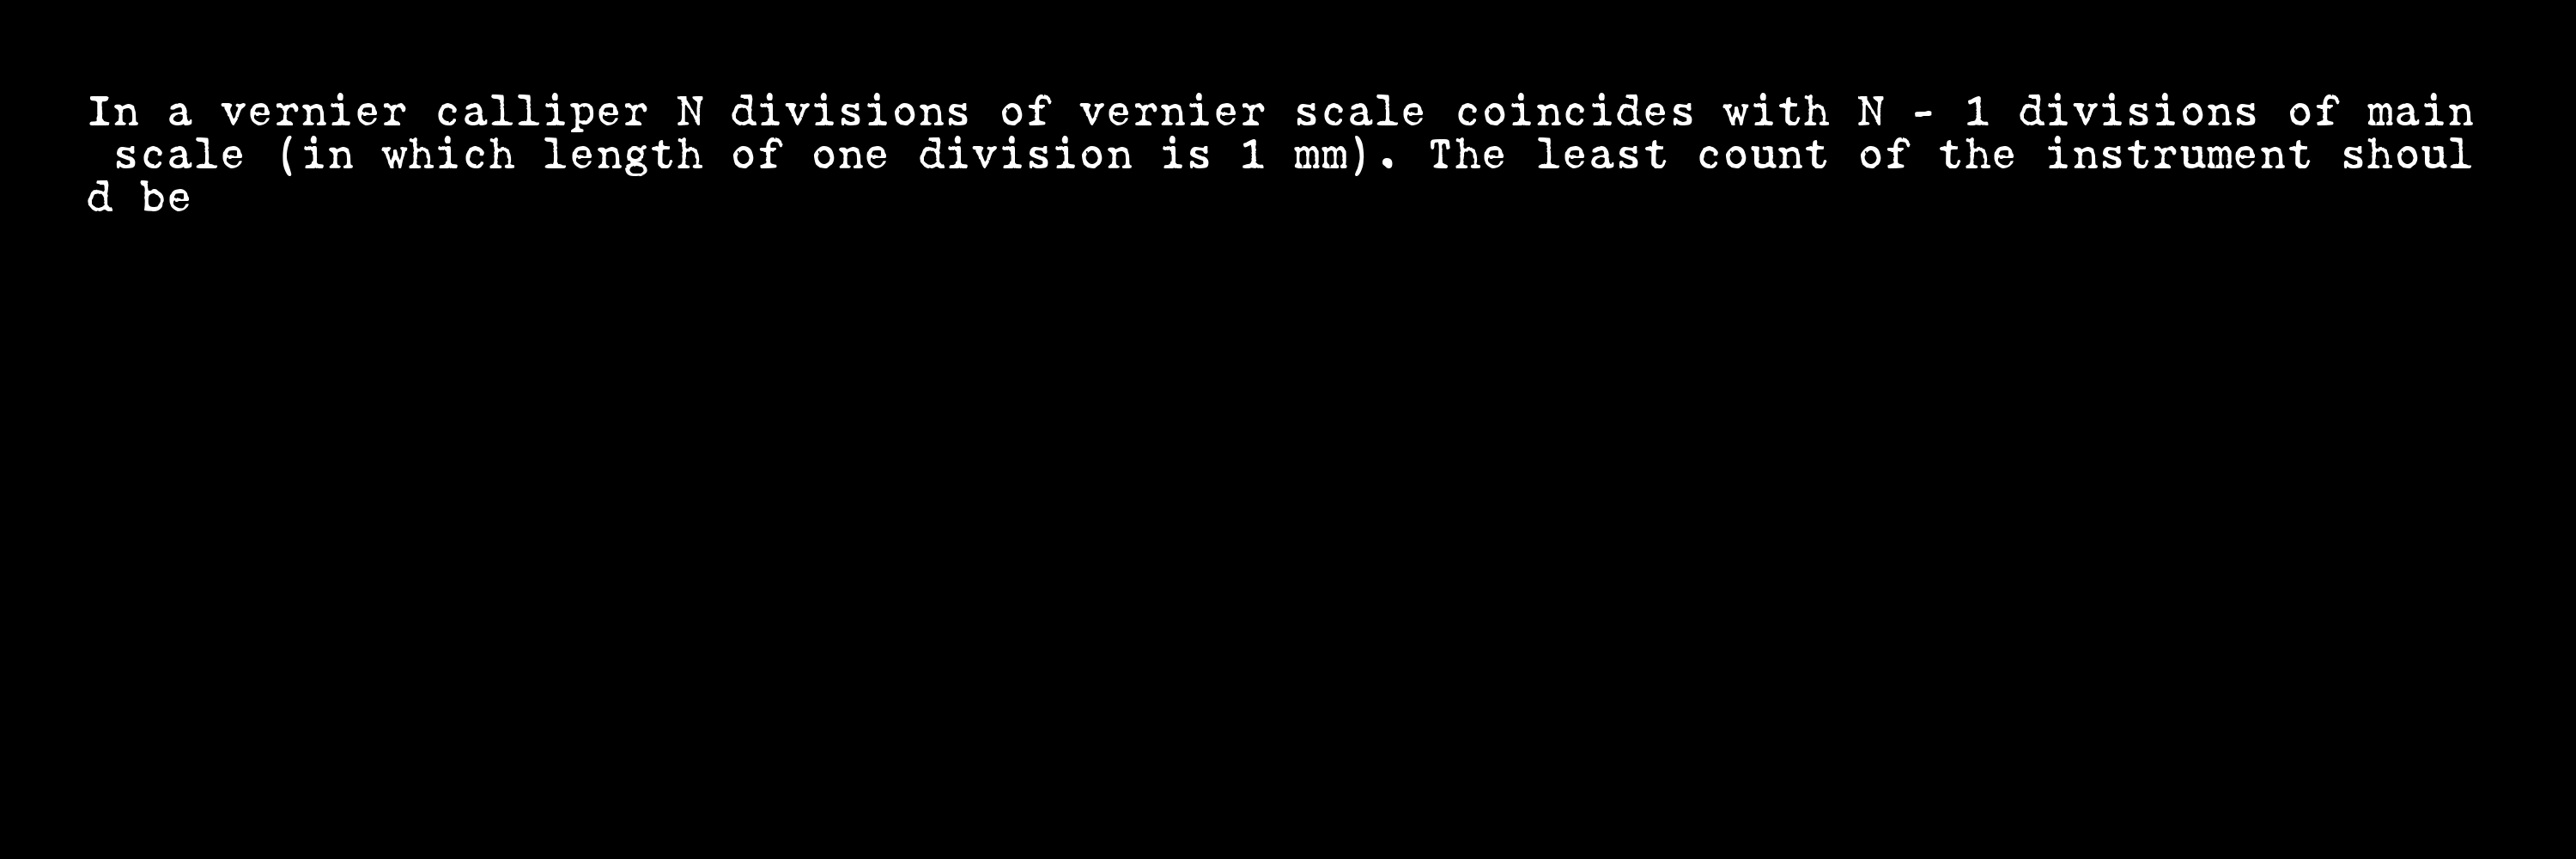 In a vernier calliper N divisions of vernier scale coincides with N - 1 divisions of main
scale (in which length of one division is 1 mm). The least count of the instrument shoul
d be